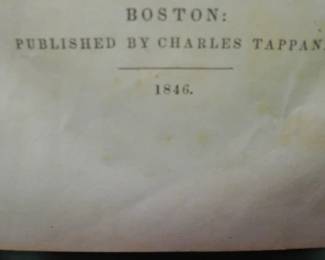 BOSTON:
PUBLISHED BY CHARLES TAPPAN
1846.